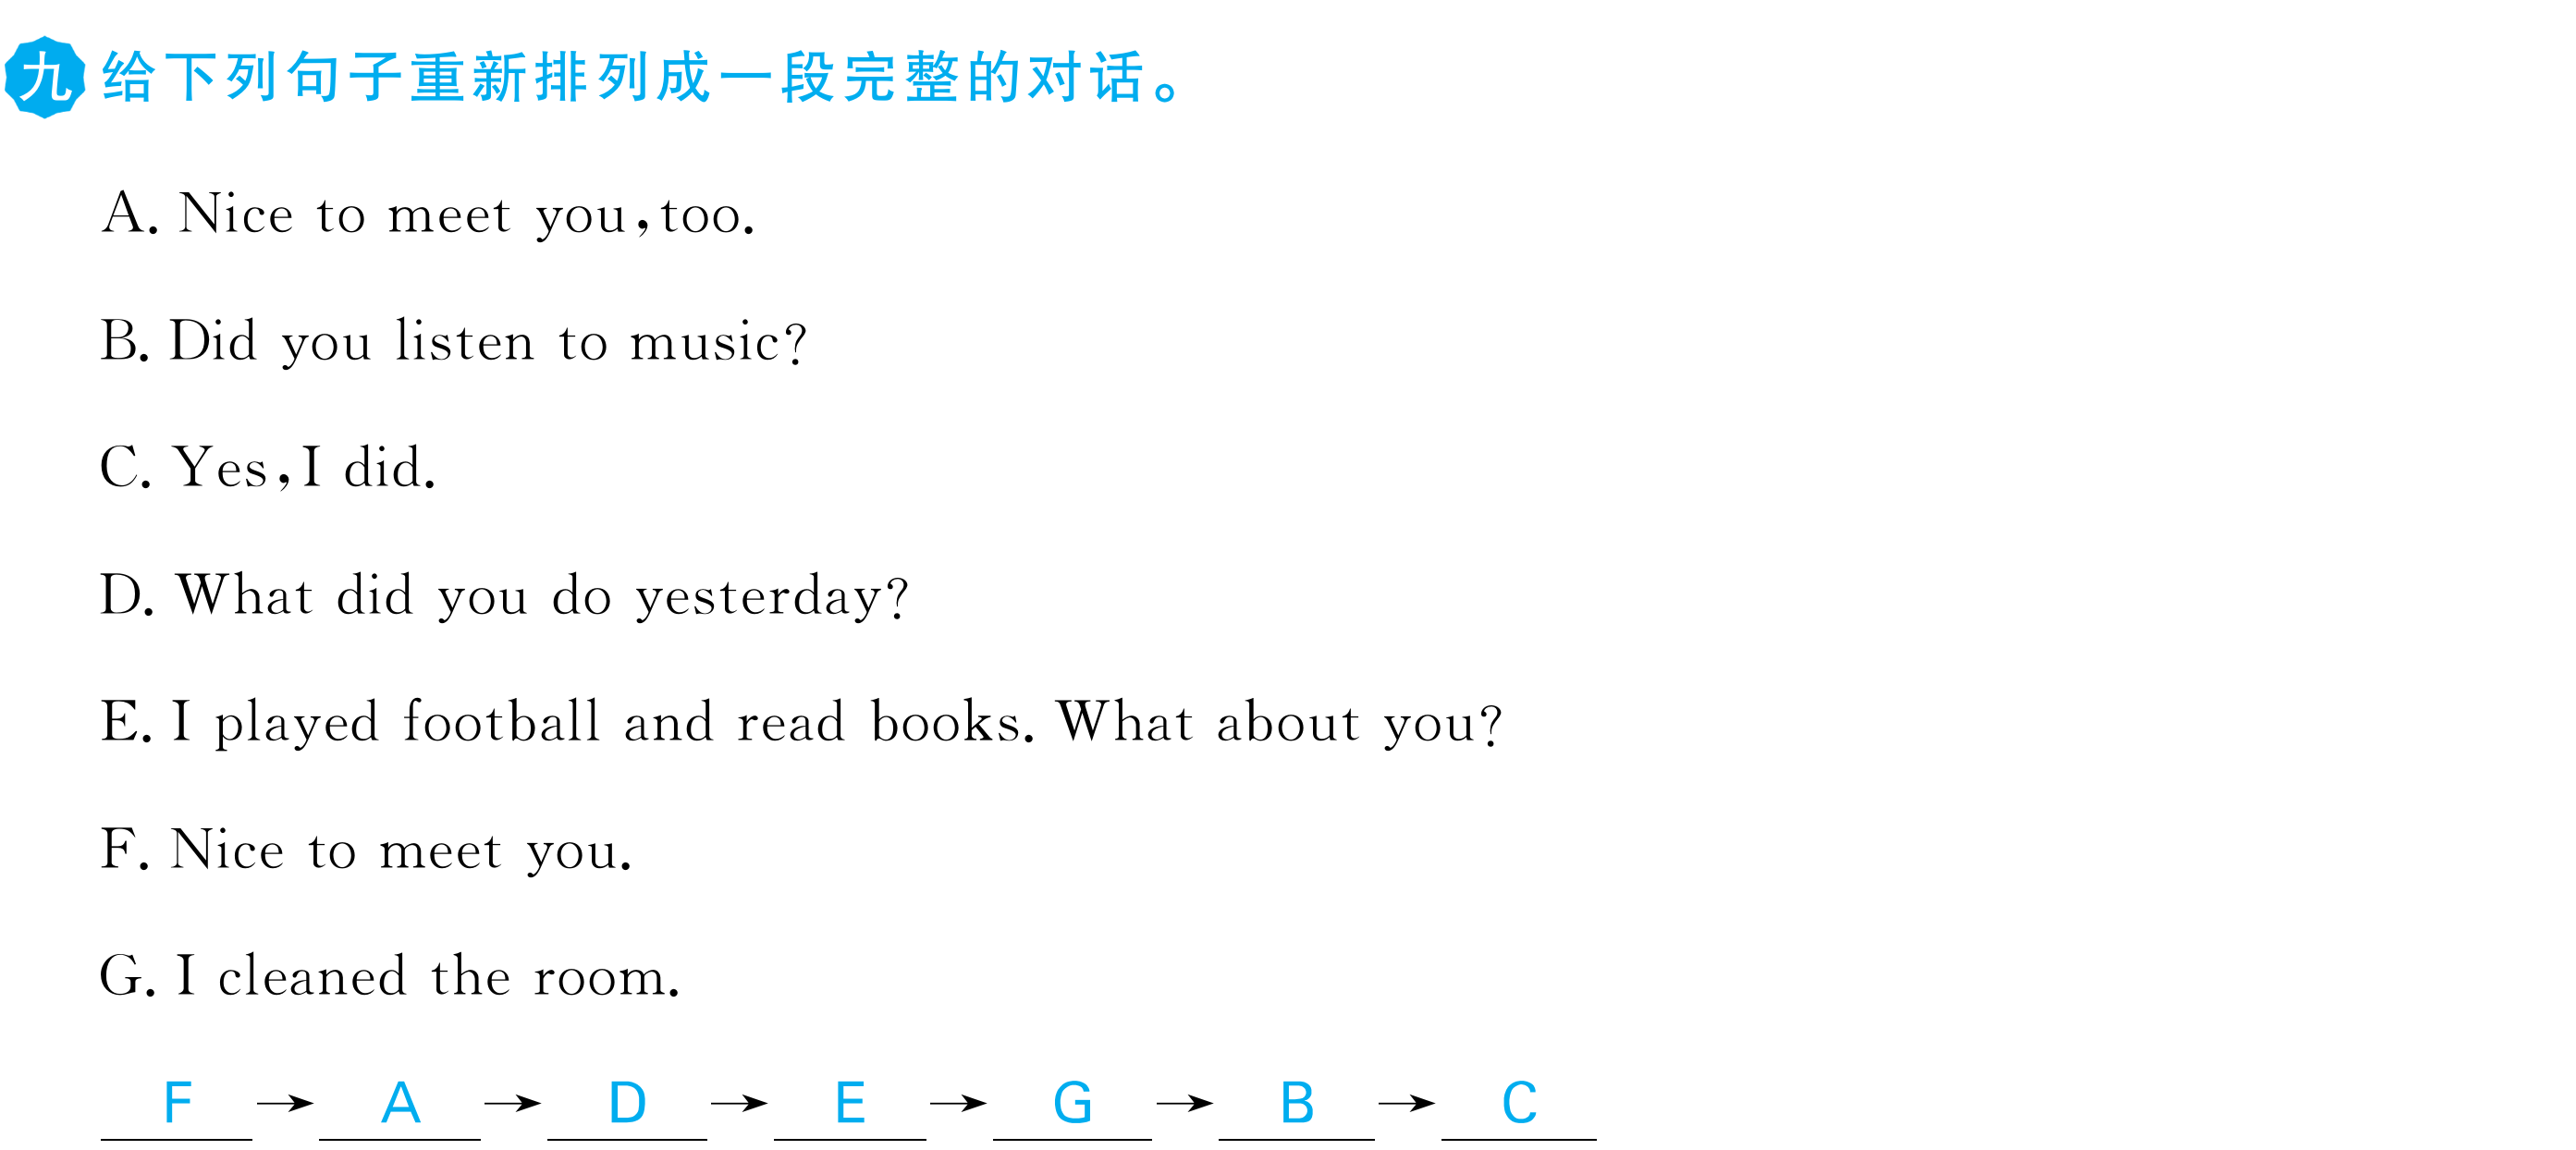 九 给下列句子重新排列成一段完整的对话。
A. Nice to meet you,too.
B. Did you listen to music?
C. Yes,I did.
D. What did you do yesterday?
E. I played football and read books. What about you?
F. Nice to meet you.
G. I cleaned the room.
F → A → D → E → G → B → C